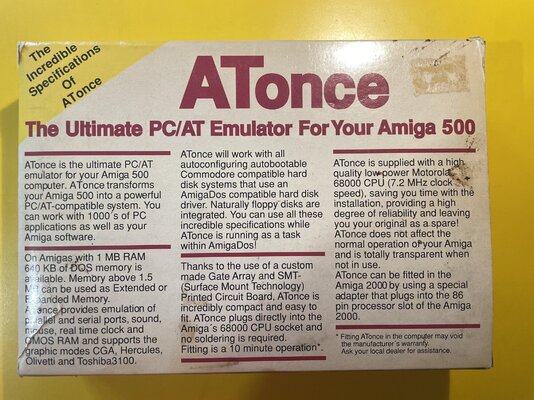 The
Incredible
Specifications
Of
ATonce
ATonce
The Ultimate PC/AT Emulator For Your Amiga 500
ATonce is the ultimate PC/AT
emulator for your Amiga 500
computer. ATonce transforms
your Amiga 500 into a powerful
PC/AT-compatible system. You
can work with 1000´s of PC
applications as well as your
Amiga software.
On Amigas with 1 MB RAM
640 KB of DOS memory is
available. Memory above 1.5
MB can be used as Extended or
Expanded Memory.
ATonce provides emulation of
parallel and serial ports, sound,
mouse, real time clock and
CMOS RAM and supports the
graphic modes CGA, Hercules,
Olivetti and Toshiba3100.
ATonce will work with all
autoconfiguring autobootable
Commodore compatible hard
disk systems that use an
AmigaDos compatible hard disk
driver. Naturally floppy disks are
integrated. You can use all these
incredible specifications while
ATonce is running as a task
within AmigaDos!
Thanks to the use of a custom
made Gate Array and SMT-
(Surface Mount Technology)
Printed Circuit Board, ATonce is
incredibly compact and easy to
fit. ATonce plugs directly into the
Amiga´s 68000 CPU socket and
no soldering is required.
Fitting is a 10 minute operation*.
ATonce is supplied with a high
quality low-power Motorola
68000 CPU (7.2 MHz clock
speed), saving you time with the
installation, providing a high
degree of reliability and leaving
you your original as a spare!
ATonce does not affect the
normal operation of your Amiga
and is totally transparent when
not in use.
ATonce can be fitted in the
Amiga 2000 by using a special
adapter that plugs into the 86
pin processor slot of the Amiga
2000.
* Fitting ATonce in the computer may void
the manufacturer´s warranty.
Ask your local dealer for assistance.